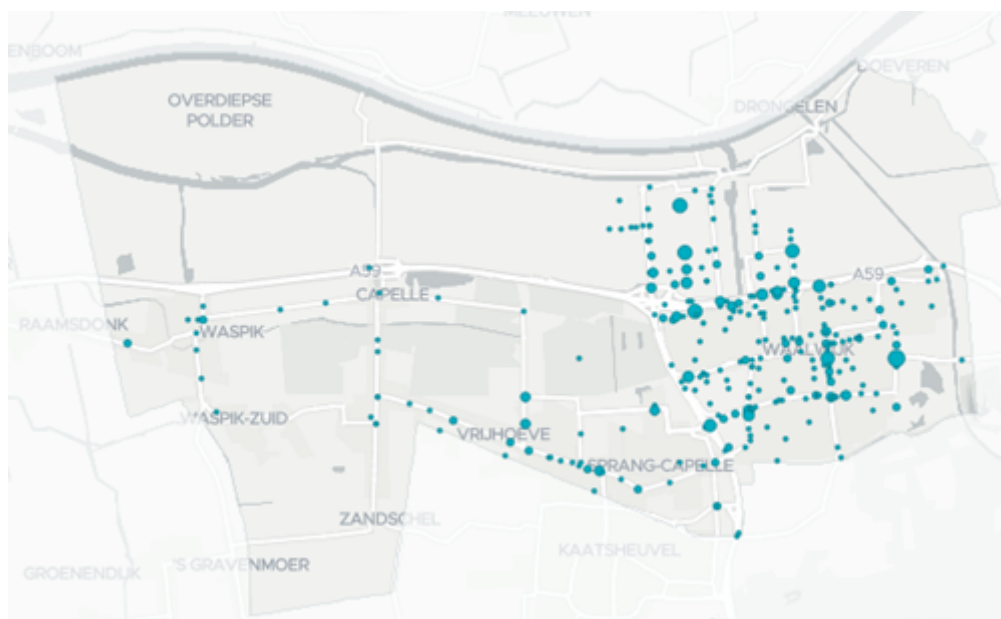 MEEUWEN
ENBOOM
DOEVEREN
OVERDIEPSE
POLDER
DRONGELEN
A59
A59
CAPELLE
RAAMSDONK
WASPIK
WAALWIJK
WASPIK-ZUID
VRIJHOEVE
SPRANG-CAPELLE
ZANDSCHEL
KAATSHEUVEL
'S GRAVENMOER
GROENENDIJK